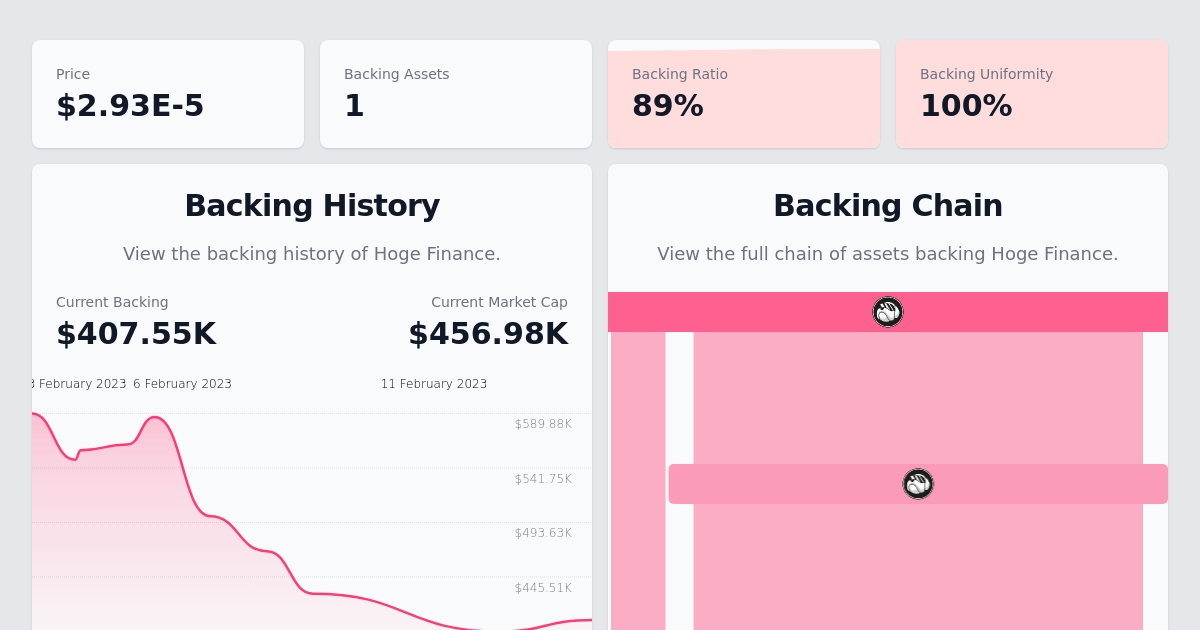 Price
$2.93E-5
Backing Assets
1
Backing Ratio
89%
Backing Uniformity
100%
Backing History
View the backing history of Hoge Finance.
Current Backing
$407.55K
Current Market Cap
$456.98K
February 2023
6 February 2023
11 February 2023
$589.88K
$541.75K
$493.63K
$445.51K
Backing Chain
View the full chain of assets backing Hoge Finance.